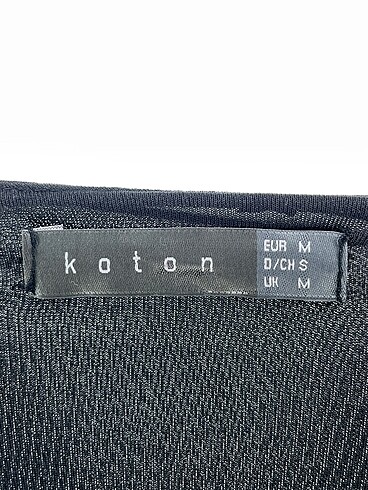 koton
EUR M
D/CH S
UK M